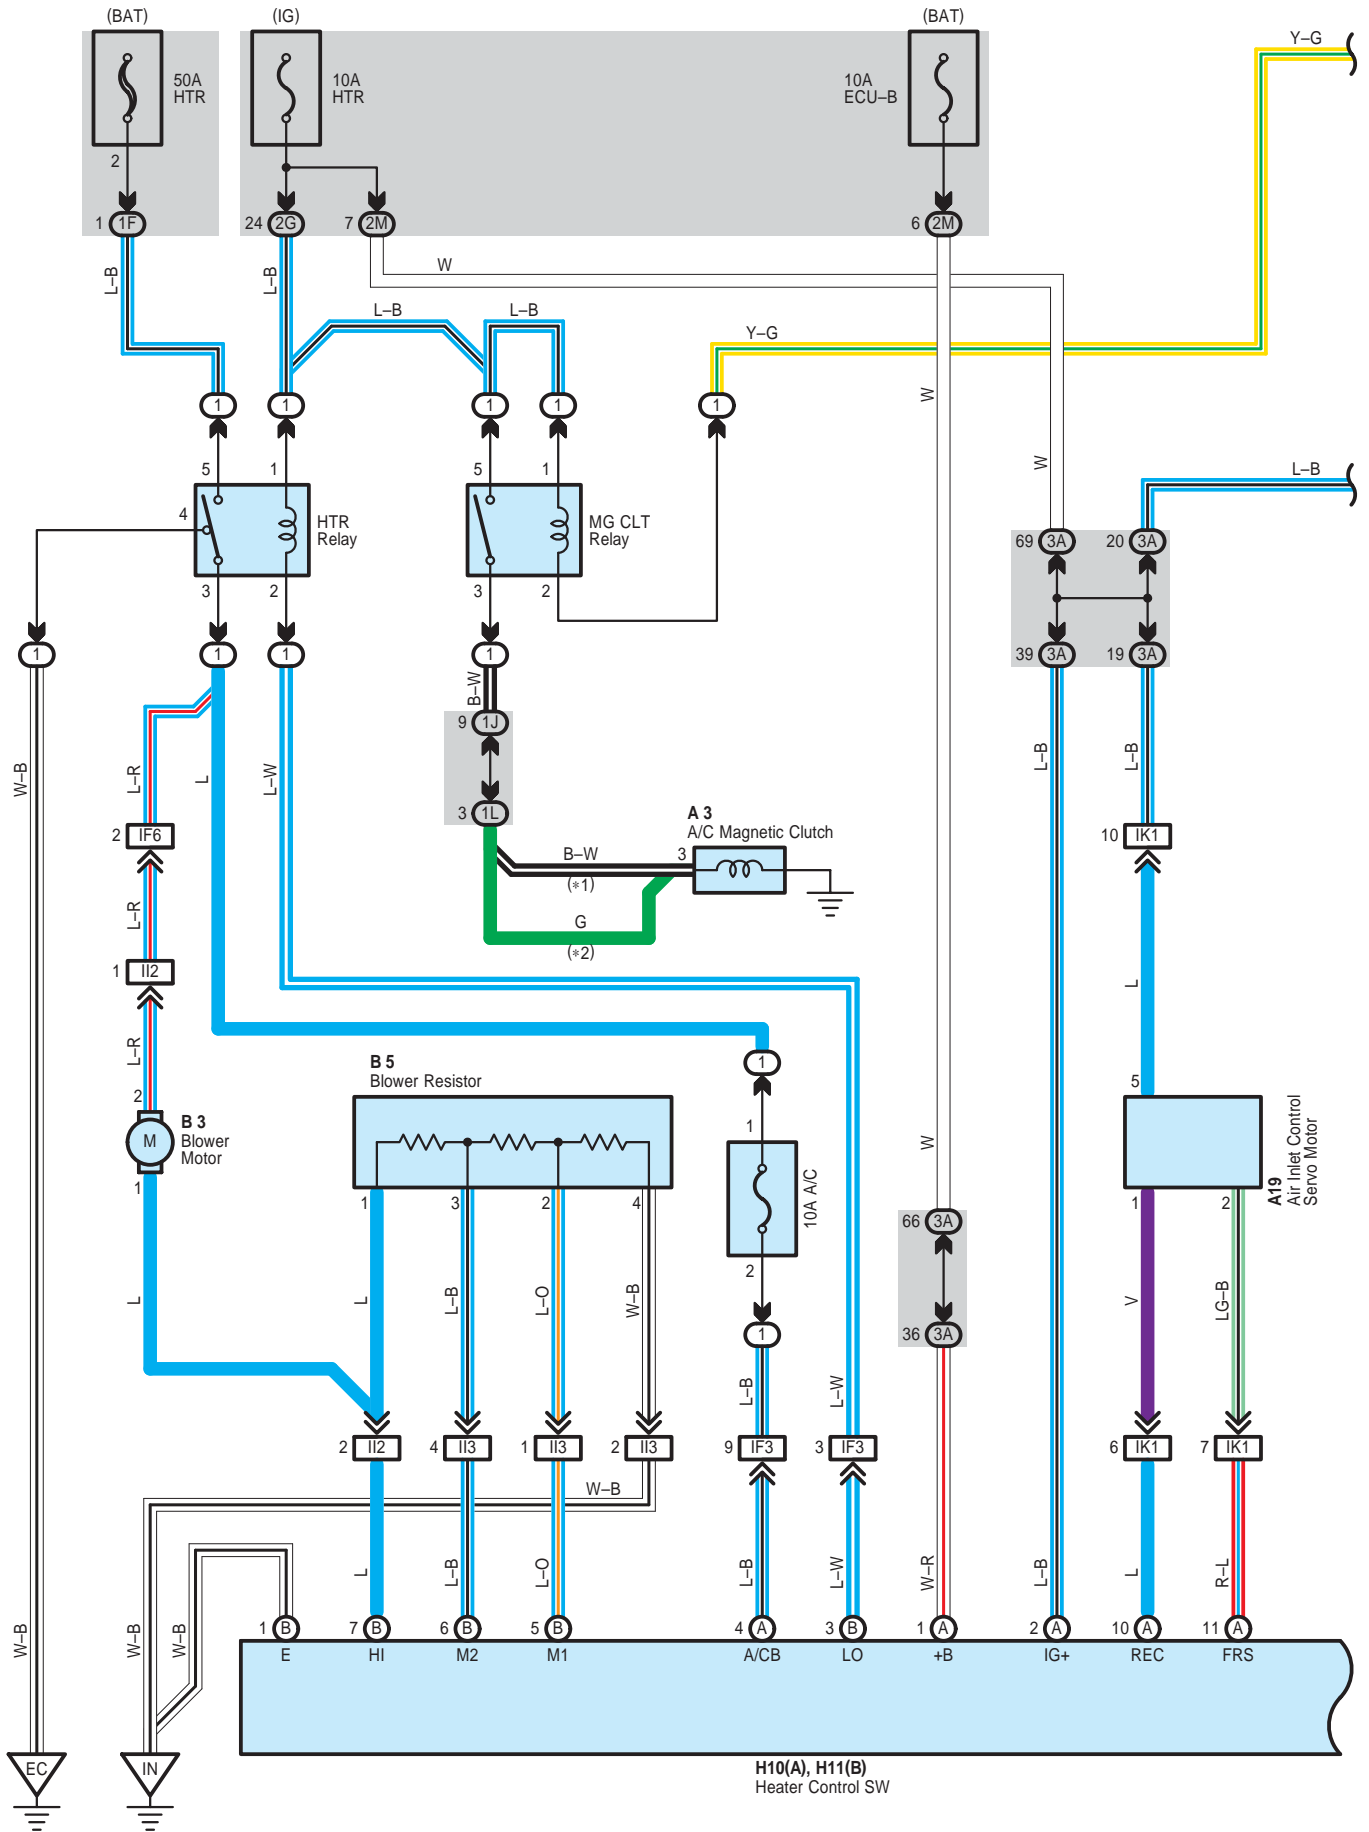 (BAT) (IG) (BAT)
Y–G
50A
HTR
10A
HTR
10A
ECU–B
2
1 1F 24 2G 7 2M 6 2M
L–B L–B W
L–B L–B
Y–G
W
1 1 1 1 1
W
L–B
5 1 5 1
4
HTR
Relay
MG CLT
Relay
69 3A 20 3A
3 2 3 2
1 1 1 1
39 3A 19 3A
B–W
9 1J
W–B L–R L L–W L–B L–B
3 1L
A 3
A/C Magnetic Clutch
2 IF6
10 IK1
B–W
3
(*1)
L–R
G
(*2)
1 II2
L
L–R
B 5
Blower Resistor
1
2
5
B 3
Blower
Motor
M
1
10A A/C
W
A19
Air Inlet Control
Servo Motor
1
1 3 2 4
1 2
66 3A
2
L L L–B L–O W–B
V LG–B
1
36 3A
L–B L–W
2 II2 4 II3 1 II3 2 II3 9 IF3 3 IF3 6 IK1 7 IK1
W–B
L L–B L–O L–B L–W W–R L–B L R–L
W–B W–B W–B
1 B 7 B 6 B 5 B 4 A 3 B 1 A 2 A 10 A 11 A
E HI M2 M1 A/CB LO +B IG+ REC FRS
EC IN
H10(A), H11(B)
Heater Control SW